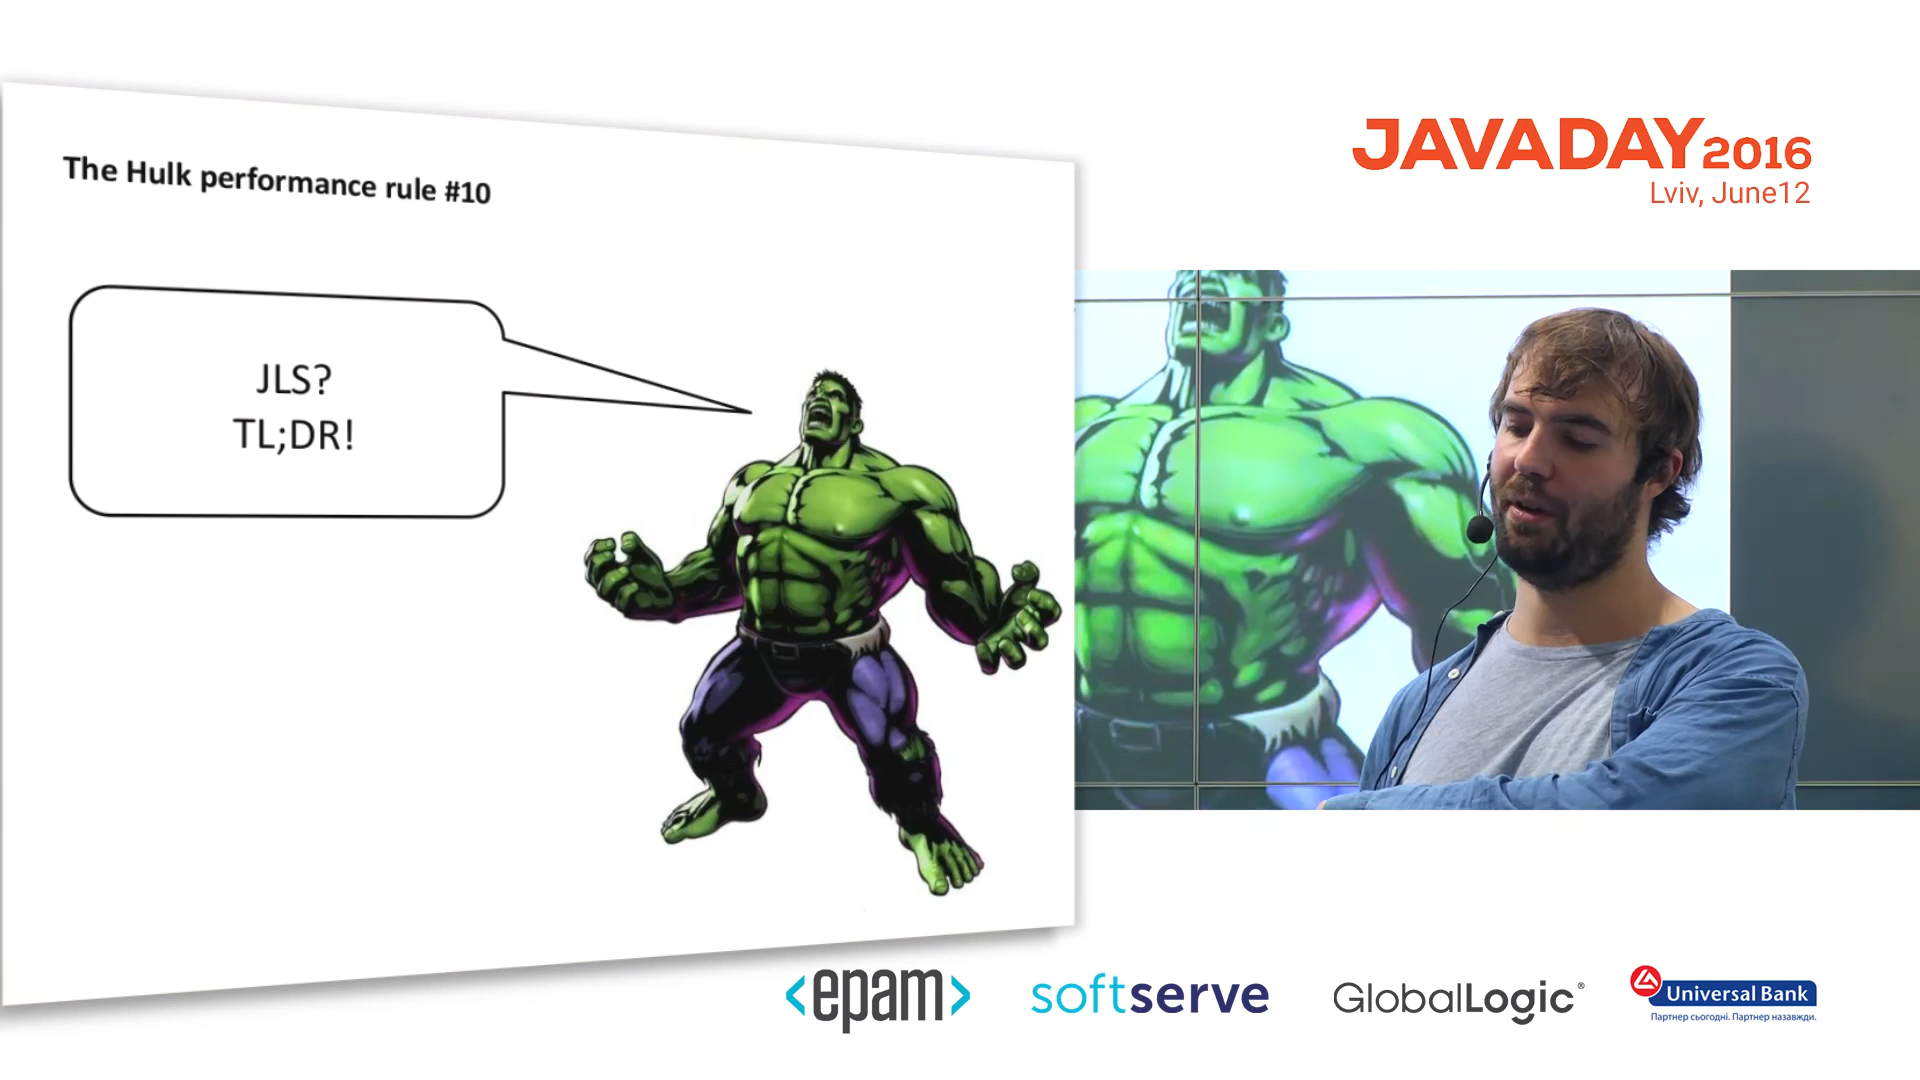 The Hulk performance rule #10
JLS?
TL;DR!
JAVADAY2016
Lviv, June12
<epam>
softserve
GlobalLogic®
Universal Bank
Партнер сьогодні. Партнер назавжди.